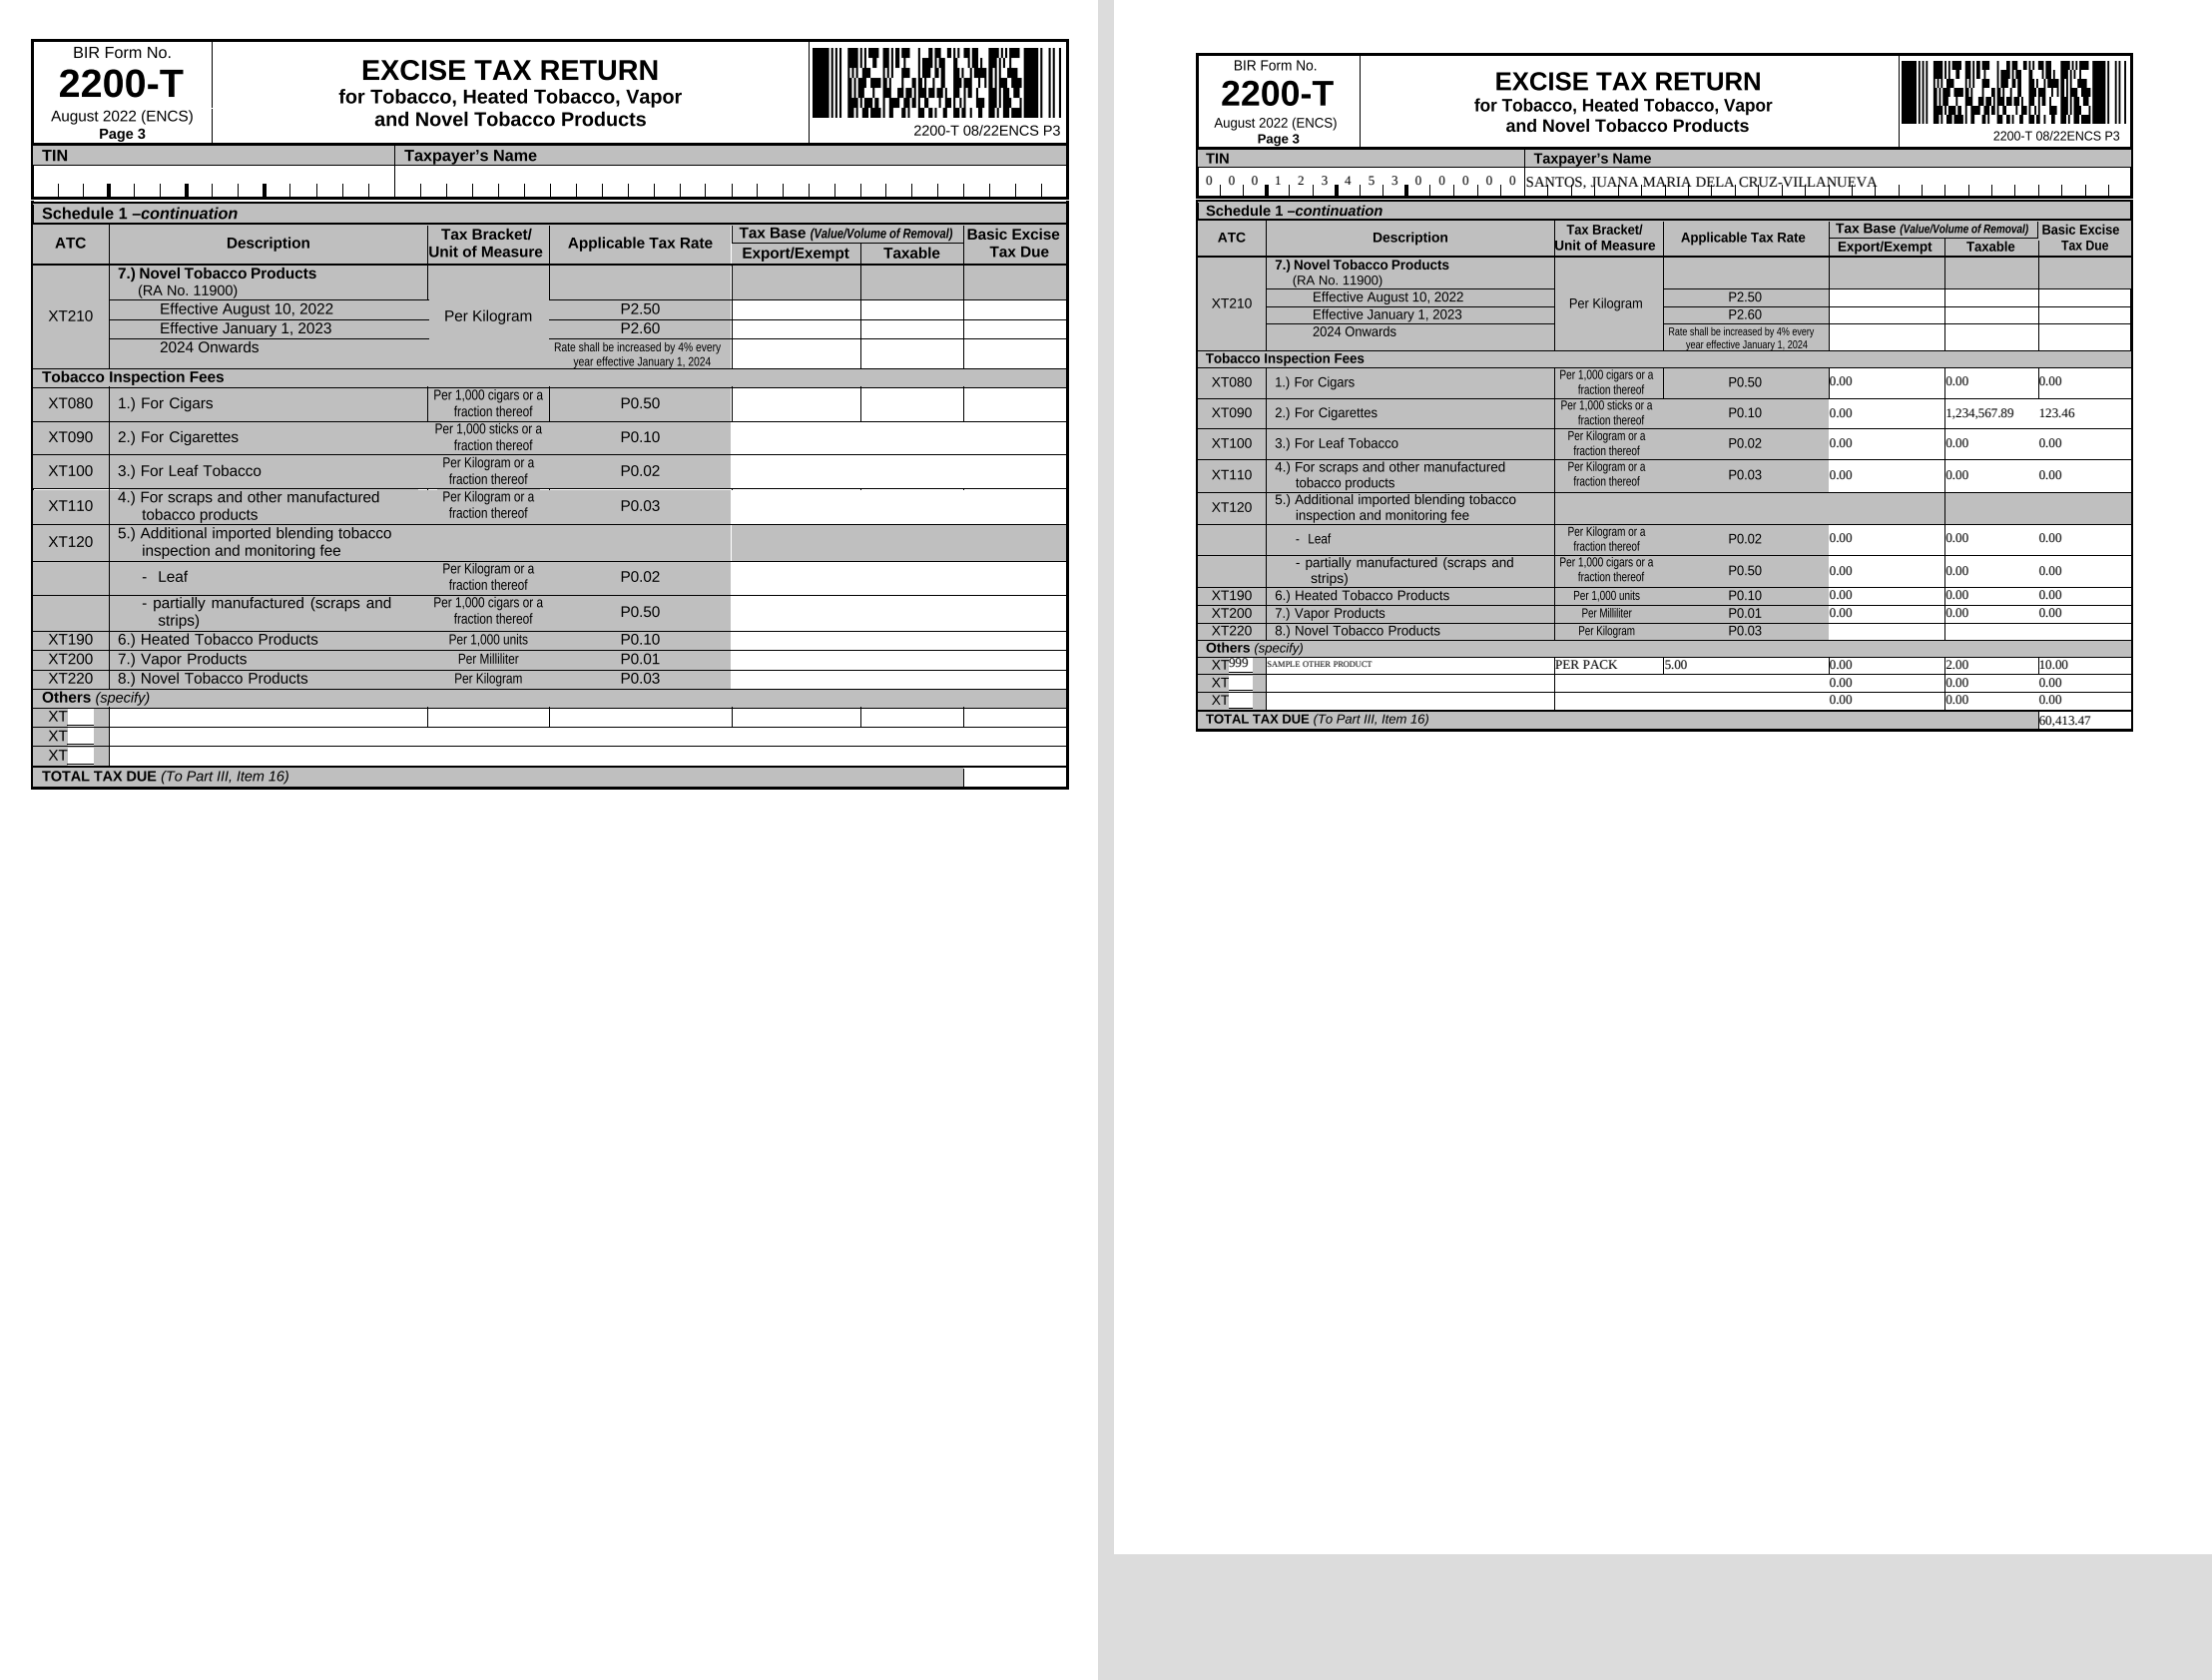 BIR Form No.
2200-T
August 2022 (ENCS)
Page 3
EXCISE TAX RETURN
for Tobacco, Heated Tobacco, Vapor
and Novel Tobacco Products
2200-T 08/22ENCS P3
TIN Taxpayer’s Name
Schedule 1 –continuation
ATC Description Tax Bracket/ Unit of Measure Applicable Tax Rate Tax Base (Value/Volume of Removal) Basic Excise Tax Due
Export/Exempt Taxable
7.) Novel Tobacco Products
(RA No. 11900)
XT210 Per Kilogram
Effective August 10, 2022 P2.50
Effective January 1, 2023 P2.60
2024 Onwards Rate shall be increased by 4% every
year effective January 1, 2024
Tobacco Inspection Fees
XT080 1.) For Cigars Per 1,000 cigars or a fraction thereof P0.50
XT090 2.) For Cigarettes Per 1,000 sticks or a fraction thereof P0.10
XT100 3.) For Leaf Tobacco Per Kilogram or a fraction thereof P0.02
XT110 4.) For scraps and other manufactured tobacco products Per Kilogram or a fraction thereof P0.03
XT120 5.) Additional imported blending tobacco inspection and monitoring fee
- Leaf Per Kilogram or a fraction thereof P0.02
- partially manufactured (scraps and strips) Per 1,000 cigars or a fraction thereof P0.50
XT190 6.) Heated Tobacco Products Per 1,000 units P0.10
XT200 7.) Vapor Products Per Milliliter P0.01
XT220 8.) Novel Tobacco Products Per Kilogram P0.03
Others (specify)
XT___
XT___
XT___
TOTAL TAX DUE (To Part III, Item 16)
BIR Form No.
2200-T
August 2022 (ENCS)
Page 3
EXCISE TAX RETURN
for Tobacco, Heated Tobacco, Vapor
and Novel Tobacco Products
2200-T 08/22ENCS P3
TIN Taxpayer’s Name
0 0 0 1 2 3 4 5 3 0 0 0 0 0 SANTOS, JUANA MARIA DELA CRUZ-VILLANUEVA
Schedule 1 –continuation
ATC Description Tax Bracket/ Unit of Measure Applicable Tax Rate Tax Base (Value/Volume of Removal) Basic Excise Tax Due
Export/Exempt Taxable
7.) Novel Tobacco Products
(RA No. 11900)
XT210 Per Kilogram
Effective August 10, 2022 P2.50
Effective January 1, 2023 P2.60
2024 Onwards Rate shall be increased by 4% every
year effective January 1, 2024
Tobacco Inspection Fees
XT080 1.) For Cigars Per 1,000 cigars or a fraction thereof P0.50 0.00 0.00 0.00
XT090 2.) For Cigarettes Per 1,000 sticks or a fraction thereof P0.10 0.00 1,234,567.89 123.46
XT100 3.) For Leaf Tobacco Per Kilogram or a fraction thereof P0.02 0.00 0.00 0.00
XT110 4.) For scraps and other manufactured tobacco products Per Kilogram or a fraction thereof P0.03 0.00 0.00 0.00
XT120 5.) Additional imported blending tobacco inspection and monitoring fee
- Leaf Per Kilogram or a fraction thereof P0.02 0.00 0.00 0.00
- partially manufactured (scraps and strips) Per 1,000 cigars or a fraction thereof P0.50 0.00 0.00 0.00
XT190 6.) Heated Tobacco Products Per 1,000 units P0.10 0.00 0.00 0.00
XT200 7.) Vapor Products Per Milliliter P0.01 0.00 0.00 0.00
XT220 8.) Novel Tobacco Products Per Kilogram P0.03
Others (specify)
XT999 SAMPLE OTHER PRODUCT PER PACK 5.00 0.00 2.00 10.00
XT___ 0.00 0.00 0.00
XT___ 0.00 0.00 0.00
TOTAL TAX DUE (To Part III, Item 16) 60,413.47